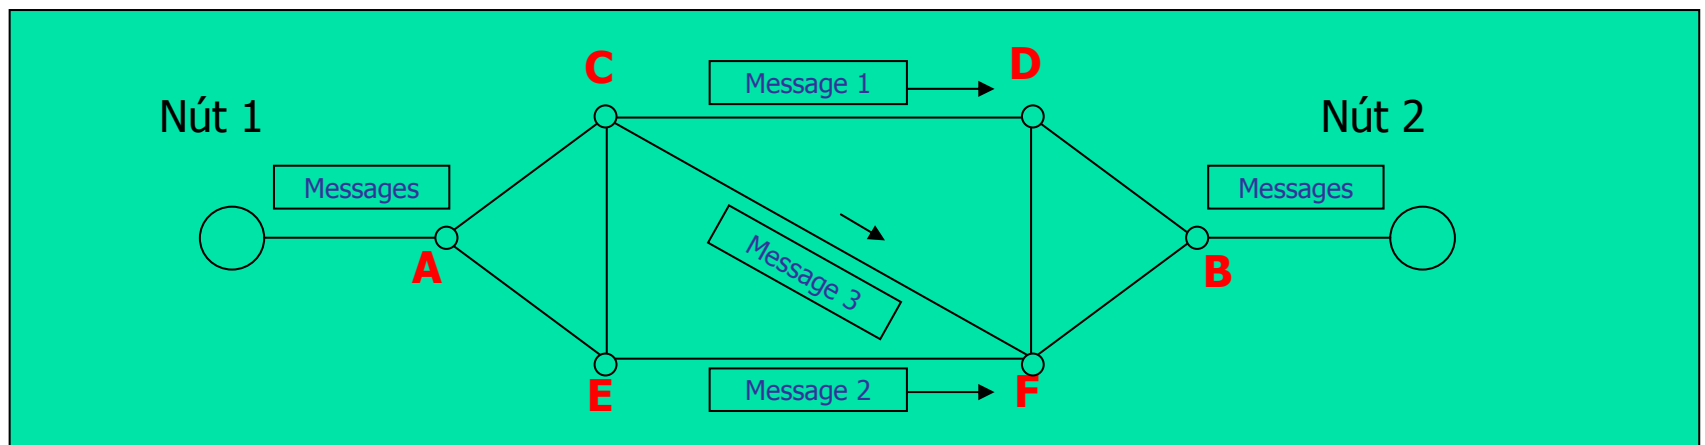 C
Message 1
D
Nút 1
Nút 2
Messages
Messages
A
Message 3
B
E
Message 2
F